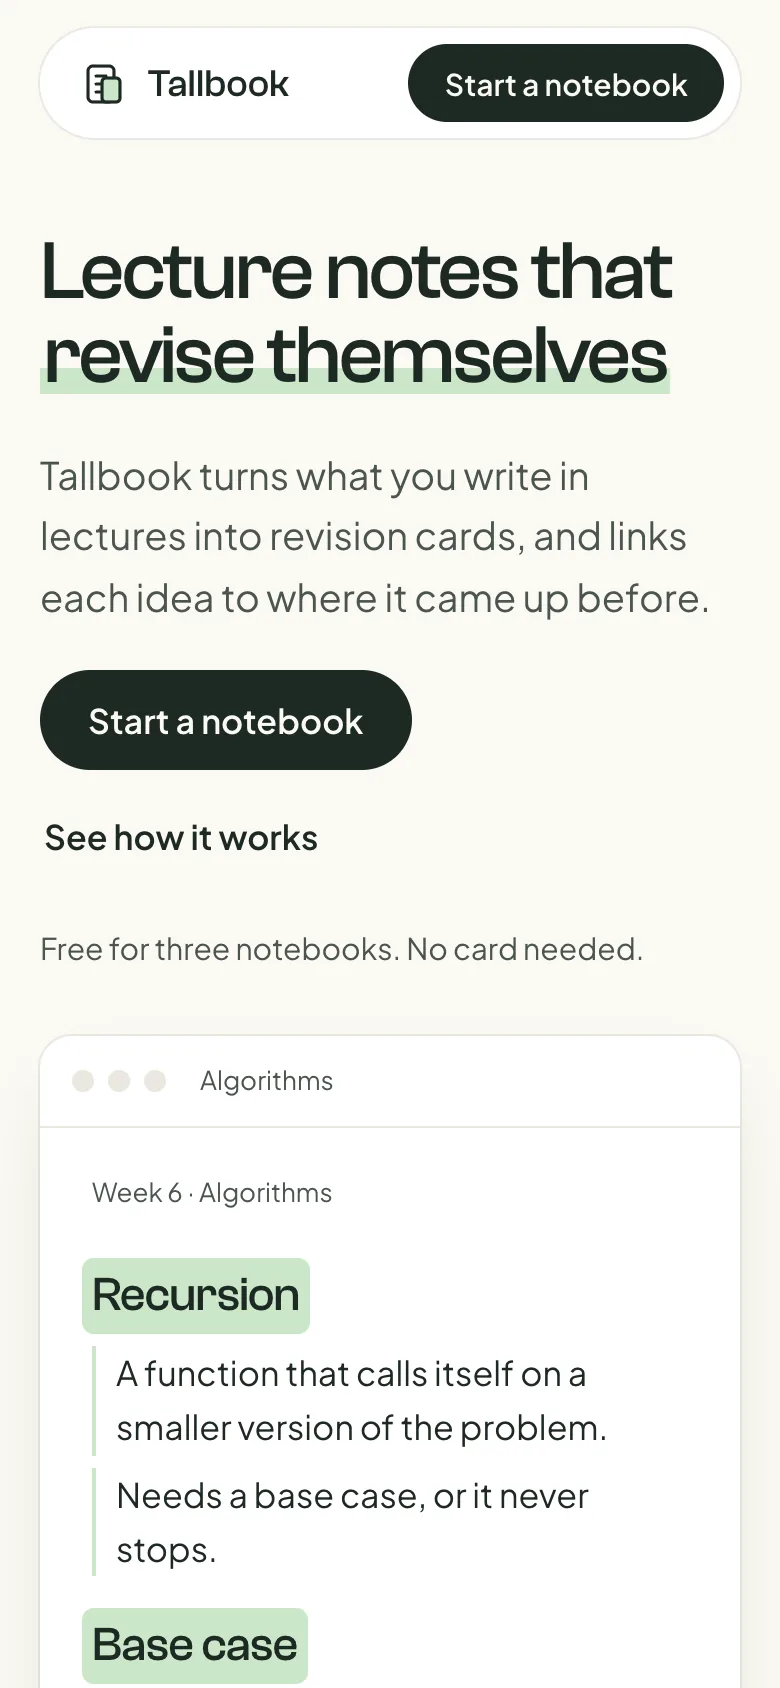 Tallbook
Start a notebook
Lecture notes that
revise themselves
Tallbook turns what you write in
lectures into revision cards, and links
each idea to where it came up before.
Start a notebook
See how it works
Free for three notebooks. No card needed.
Algorithms
Week 6 · Algorithms
Recursion
A function that calls itself on a
smaller version of the problem.
Needs a base case, or it never
stops.
Base case